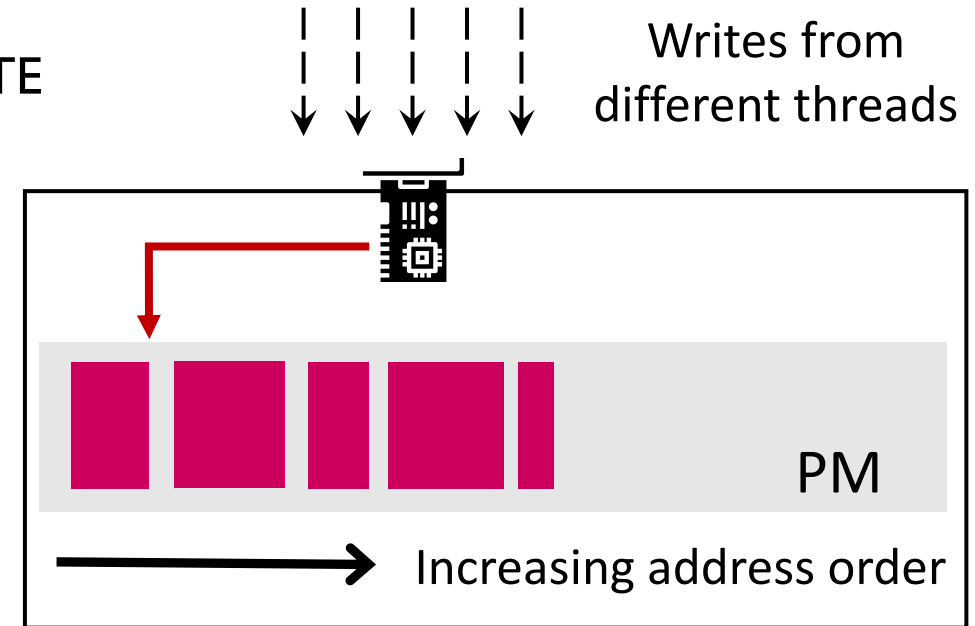 TE
Writes from
different threads
PM
Increasing address order